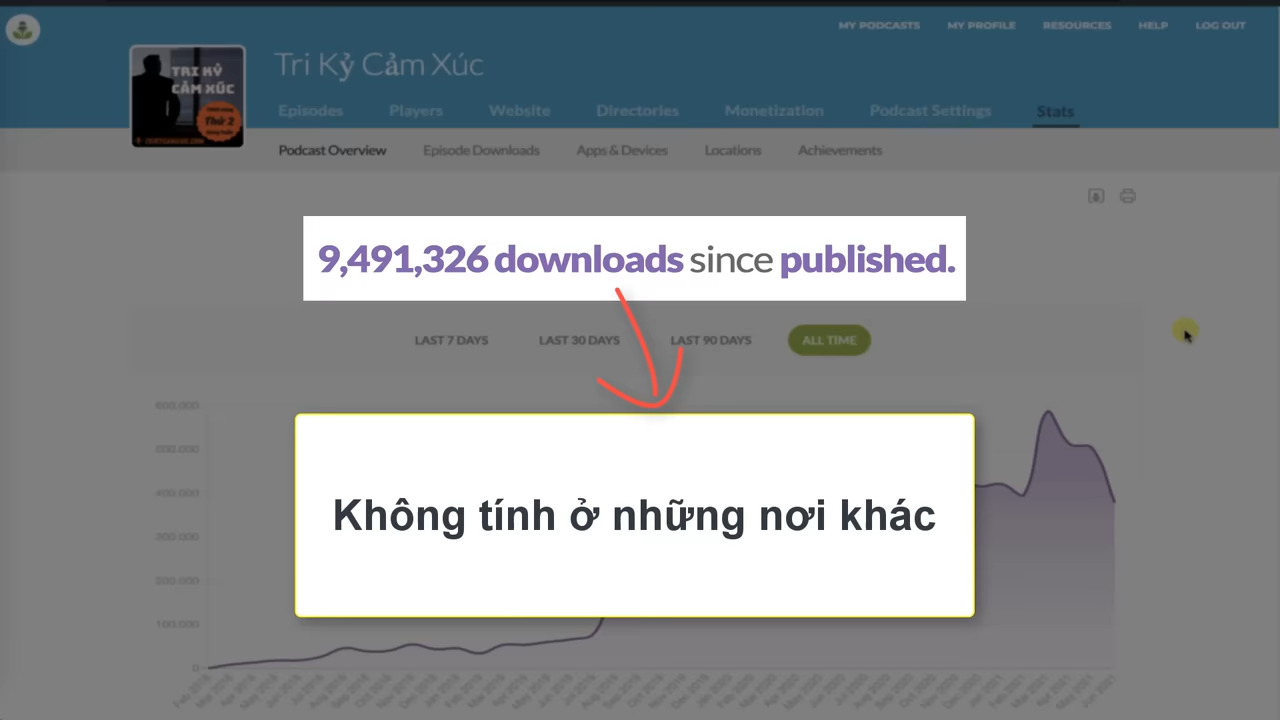 MY PODCASTS MY PROFILE RESOURCES HELP LOG OUT
Tri Kỷ Cảm Xúc
TRI KỶ
CẢM XÚC
Thứ 2
Episodes Players Website Directories Monetization Podcast Settings Stats
Podcast Overview Episode Downloads Apps & Devices Locations Achievements
9,491,326 downloads since published.
LAST 7 DAYS LAST 30 DAYS LAST 90 DAYS ALL TIME
600,000
500,000
400,000
300,000
200,000
100,000
0
Không tính ở những nơi khác